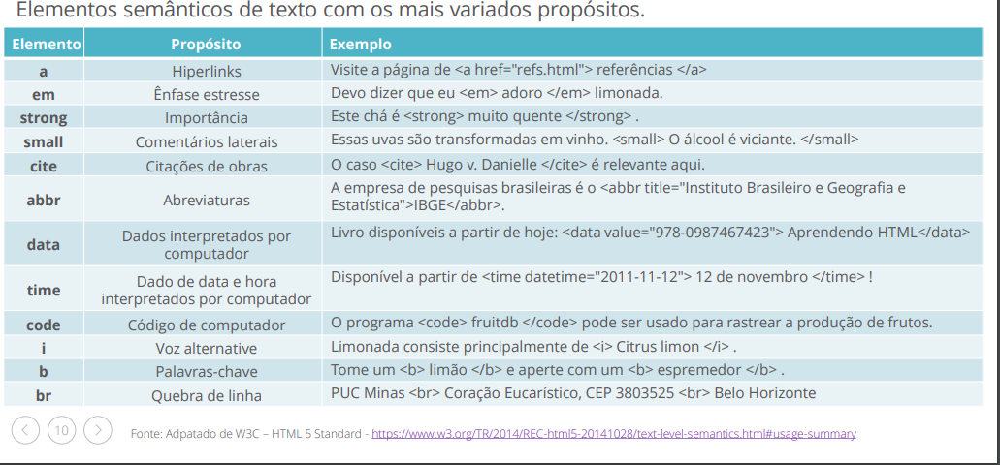 Elementos semânticos de texto com os mais variados propósitos.
Elemento Propósito Exemplo
a Hiperlinks Visite a página de <a href="refs.html"> referências </a>
em Ênfase estresse Devo dizer que eu <em> adoro </em> limonada.
strong Importância Este chá é <strong> muito quente </strong> .
small Comentários laterais Essas uvas são transformadas em vinho. <small> O álcool é viciante. </small>
cite Citações de obras O caso <cite> Hugo v. Danielle </cite> é relevante aqui.
abbr Abreviaturas A empresa de pesquisas brasileiras é o <abbr title="Instituto Brasileiro e Geografia e
Estatística">IBGE</abbr>.
data Dados interpretados por
computador Livro disponíveis a partir de hoje: <data value="978-0987467423"> Aprendendo HTML</data>
time Dado de data e hora
interpretados por computador Disponível a partir de <time datetime="2011-11-12"> 12 de novembro </time> !
code Código de computador O programa <code> fruitdb </code> pode ser usado para rastrear a produção de frutos.
i Voz alternative Limonada consiste principalmente de <i> Citrus limon </i> .
b Palavras-chave Tome um <b> limão </b> e aperte com um <b> espremedor </b> .
br Quebra de linha PUC Minas <br> Coração Eucarístico, CEP 3803525 <br> Belo Horizonte
10 Fonte: Adpatado de W3C – HTML 5 Standard - https://www.w3.org/TR/2014/REC-html5-20141028/text-level-semantics.html#usage-summary